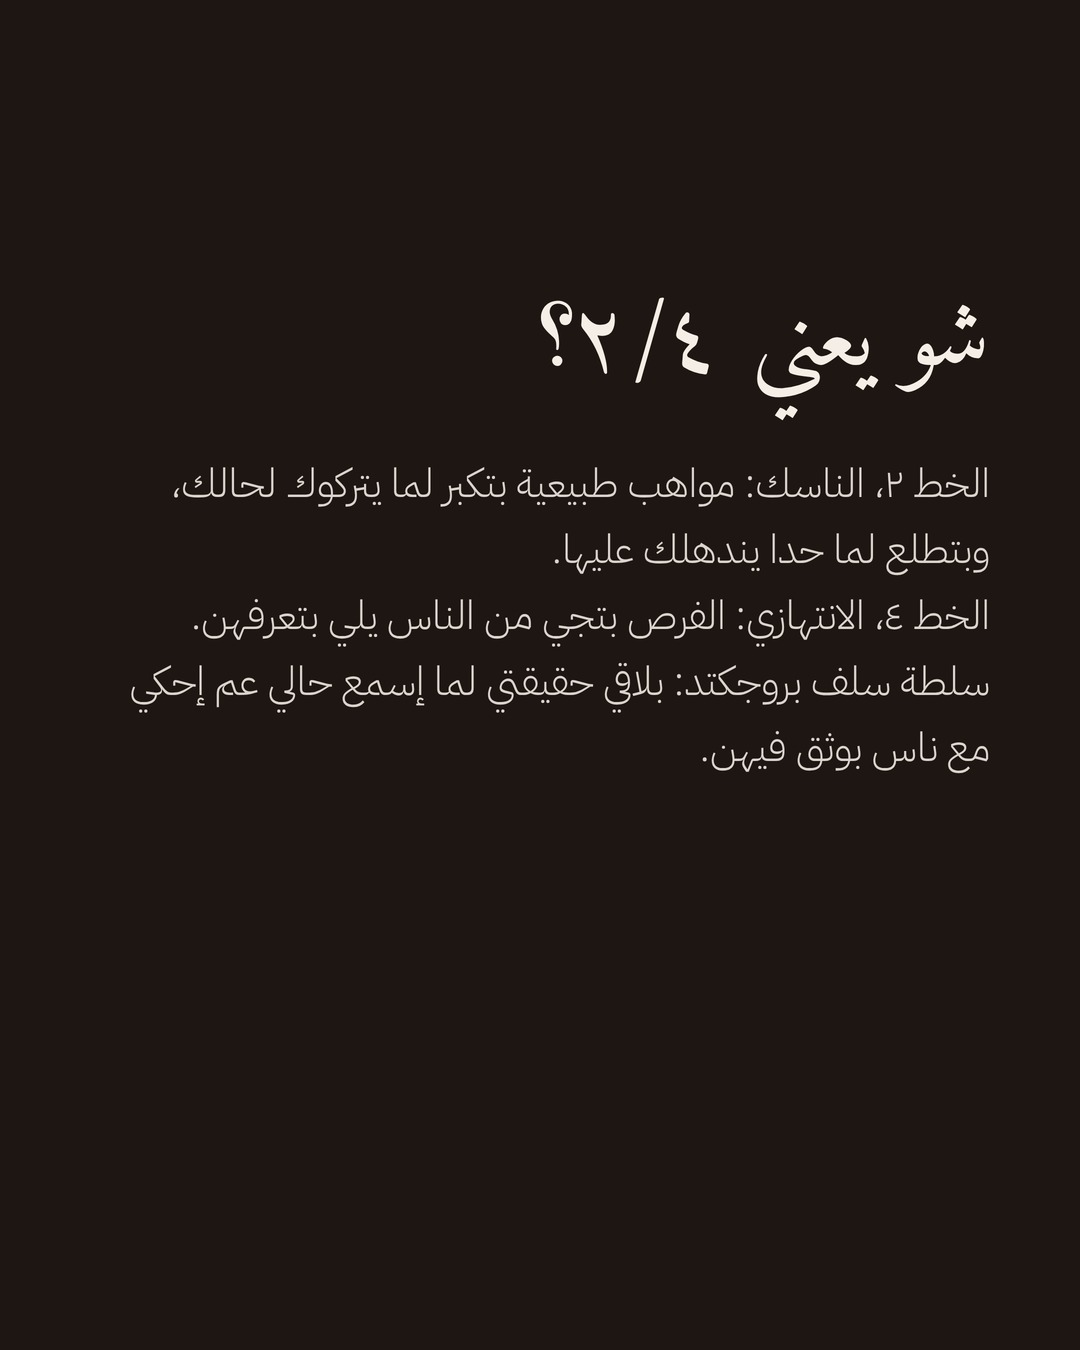 شو يعني ٤/٢؟
الخط ٢، الناسك: مواهب طبيعية بتكبر لما يتركوك لحالك،
وبتطلع لما حدا يندهلك عليها.
الخط ٤، الانتهازي: الفرص بتجي من الناس يلي بتعرفهن.
سلطة سلف بروجكتد: بلاقي حقيقتي لما إسمع حالي عم إحكي
مع ناس بوثق فيهن.